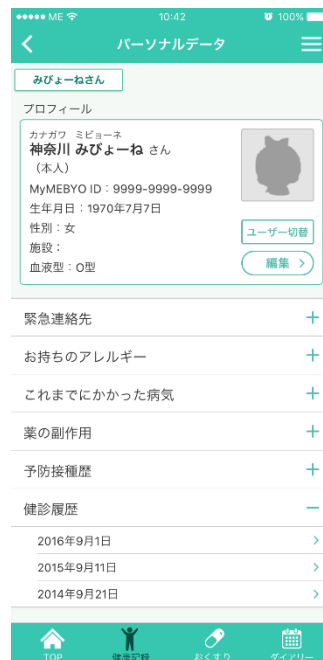 ME 10:42 100%
パーソナルデータ
みびょーねさん
プロフィール
カナガワ ミビョーネ
神奈川 みびょーね さん
（本人）
MyMEBYO ID：9999-9999-9999
生年月日：1970年7月7日
性別：女
ユーザー切替
施設：
血液型：O型
編集
緊急連絡先
お持ちのアレルギー
これまでにかかった病気
薬の副作用
予防接種歴
健診履歴
2016年9月1日
2015年9月11日
2014年9月21日
TOP 健康記録 おくすり ダイアリー